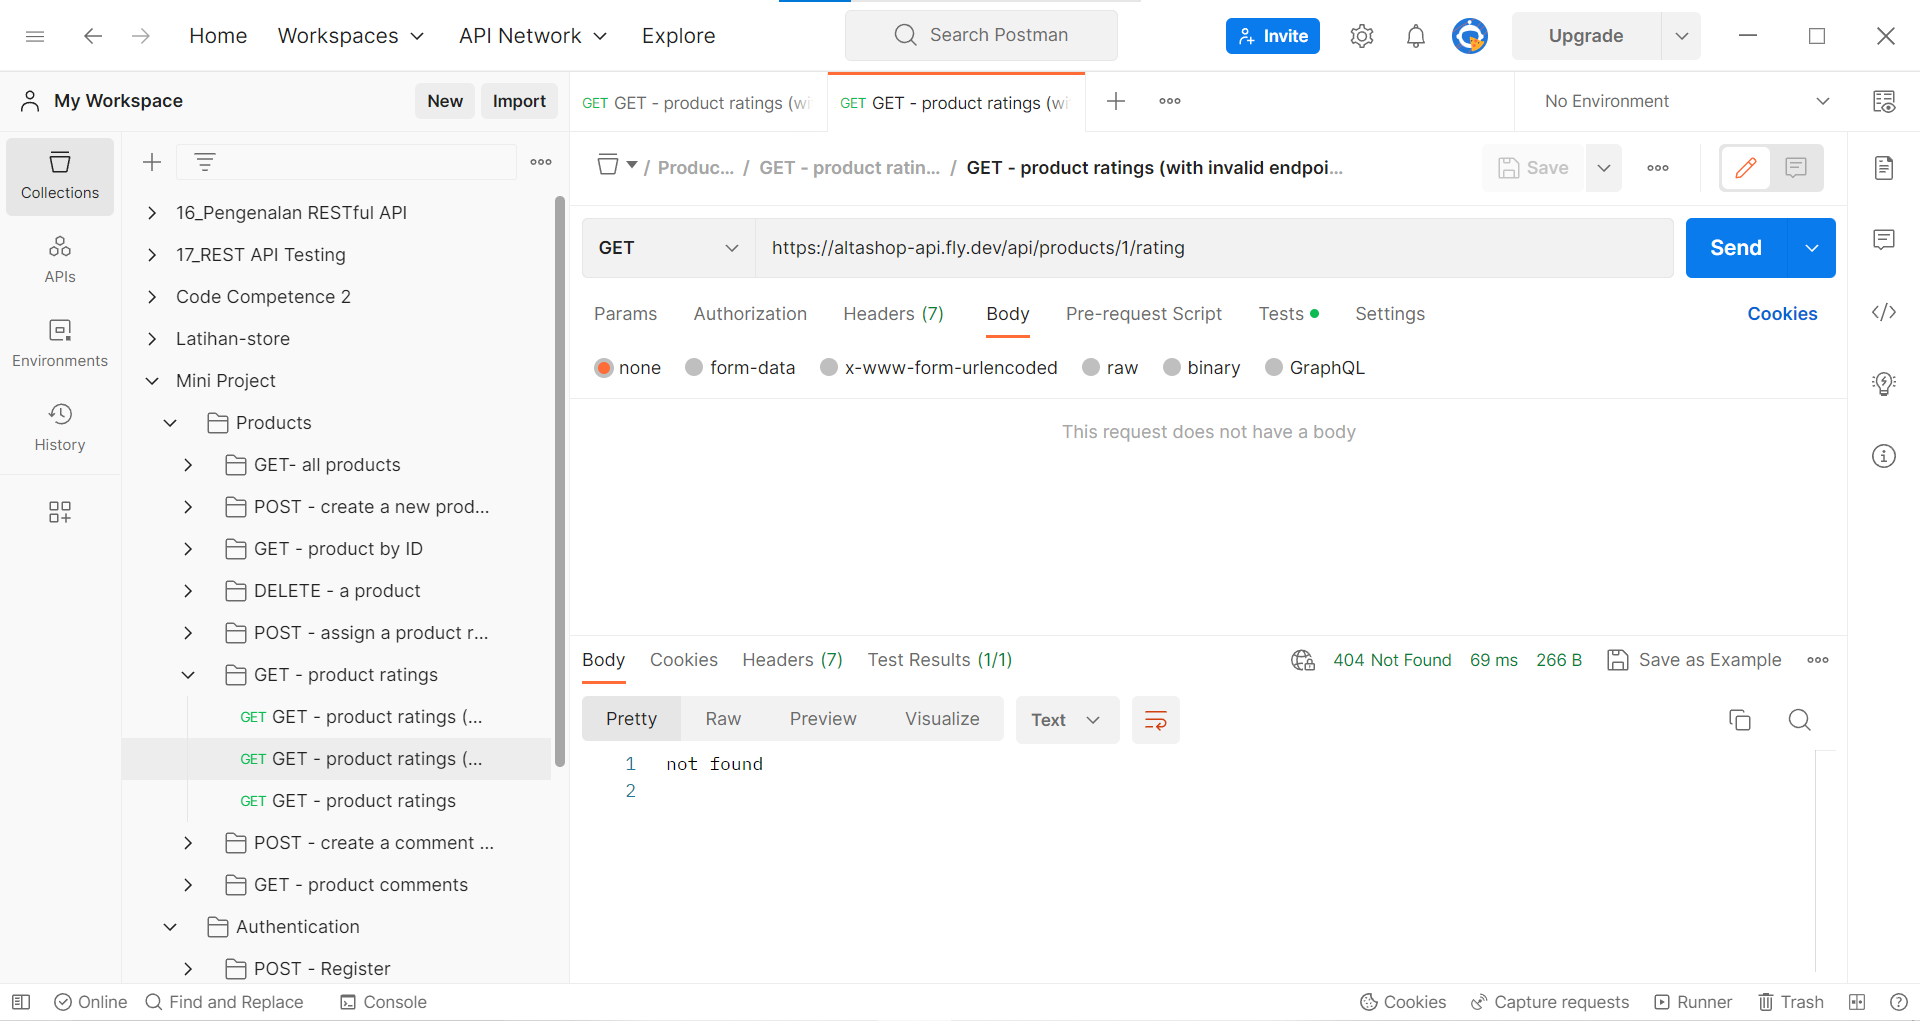 Home Workspaces API Network Explore Search Postman Invite Upgrade
My Workspace New Import
GET GET - product ratings (wi
GET GET - product ratings (wi
No Environment
Collections
APIs
Environments
History
16_Pengenalan RESTful API
17_REST API Testing
Code Competence 2
Latihan-store
Mini Project
Products
GET- all products
POST - create a new prod...
GET - product by ID
DELETE - a product
POST - assign a product r...
GET - product ratings
GET GET - product ratings (...
GET GET - product ratings (...
GET GET - product ratings
POST - create a comment ...
GET - product comments
Authentication
POST - Register
/ Produc... / GET - product ratin... / GET - product ratings (with invalid endpoi...
Save
GET https://altashop-api.fly.dev/api/products/1/rating Send
Params Authorization Headers (7) Body Pre-request Script Tests Settings Cookies
none form-data x-www-form-urlencoded raw binary GraphQL
This request does not have a body
Body Cookies Headers (7) Test Results (1/1) 404 Not Found 69 ms 266 B Save as Example
Pretty Raw Preview Visualize Text
1 not found
2
Online Find and Replace Console Cookies Capture requests Runner Trash